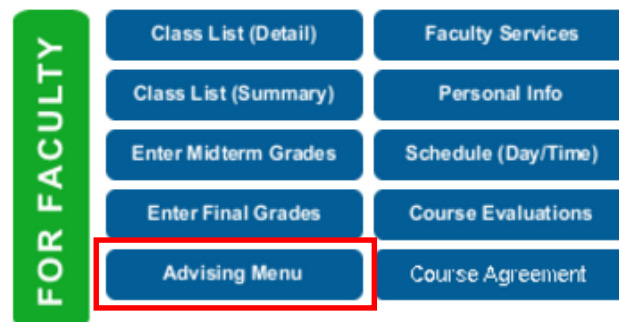 FOR FACULTY
Class List (Detail)
Faculty Services
Class List (Summary)
Personal Info
Enter Midterm Grades
Schedule (Day/Time)
Enter Final Grades
Course Evaluations
Advising Menu
Course Agreement